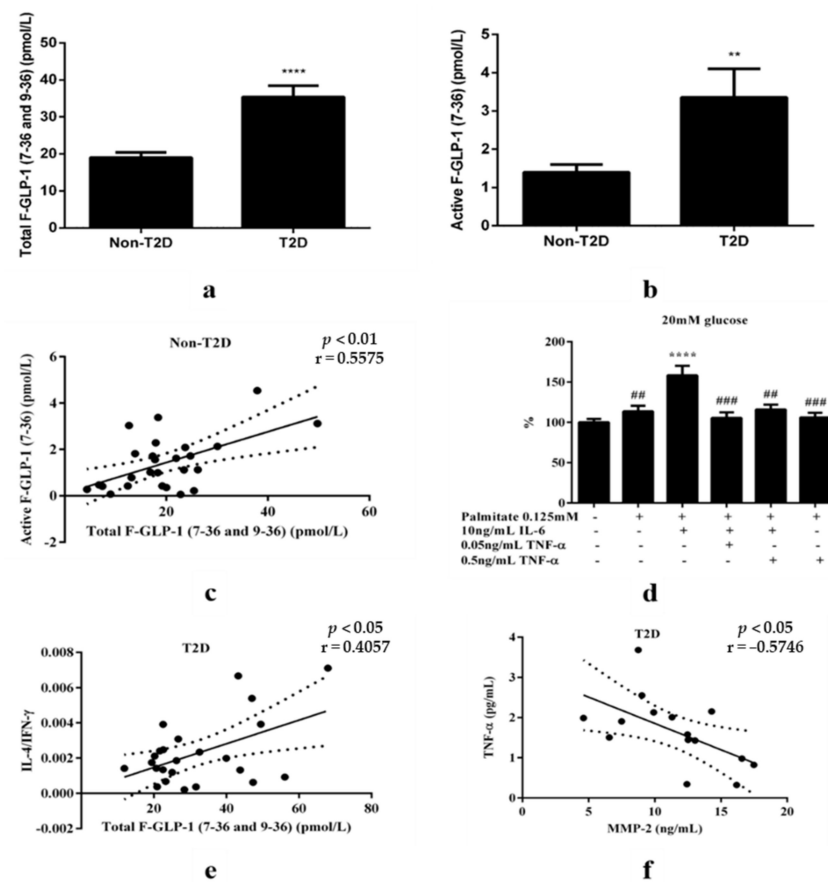 Total F-GLP-1 (7-36 and 9-36) (pmol/L)
50
40
30
20
10
0
****
Non-T2D
T2D
a
Active F-GLP-1 (7-36) (pmol/L)
5
4
3
2
1
0
**
Non-T2D
T2D
b
Non-T2D
p < 0.01
r = 0.5575
Active F-GLP-1 (7-36) (pmol/L)
6
4
2
0
-2
20
40
60
Total F-GLP-1 (7-36 and 9-36) (pmol/L)
c
20mM glucose
%
200
150
100
50
0
##
****
###
##
###
Palmitate 0.125mM - + + + + +
10ng/mL IL-6 - - + + + -
0.05ng/mL TNF-α - - - + - -
0.5ng/mL TNF-α - - - - + +
d
T2D
p < 0.05
r = 0.4057
IL-4/IFN-γ
0.008
0.006
0.004
0.002
0.000
-0.002
20
40
60
80
Total F-GLP-1 (7-36 and 9-36) (pmol/L)
e
T2D
p < 0.05
r = –0.5746
TNF-α (pg/mL)
4
3
2
1
0
0
5
10
15
20
MMP-2 (ng/mL)
f